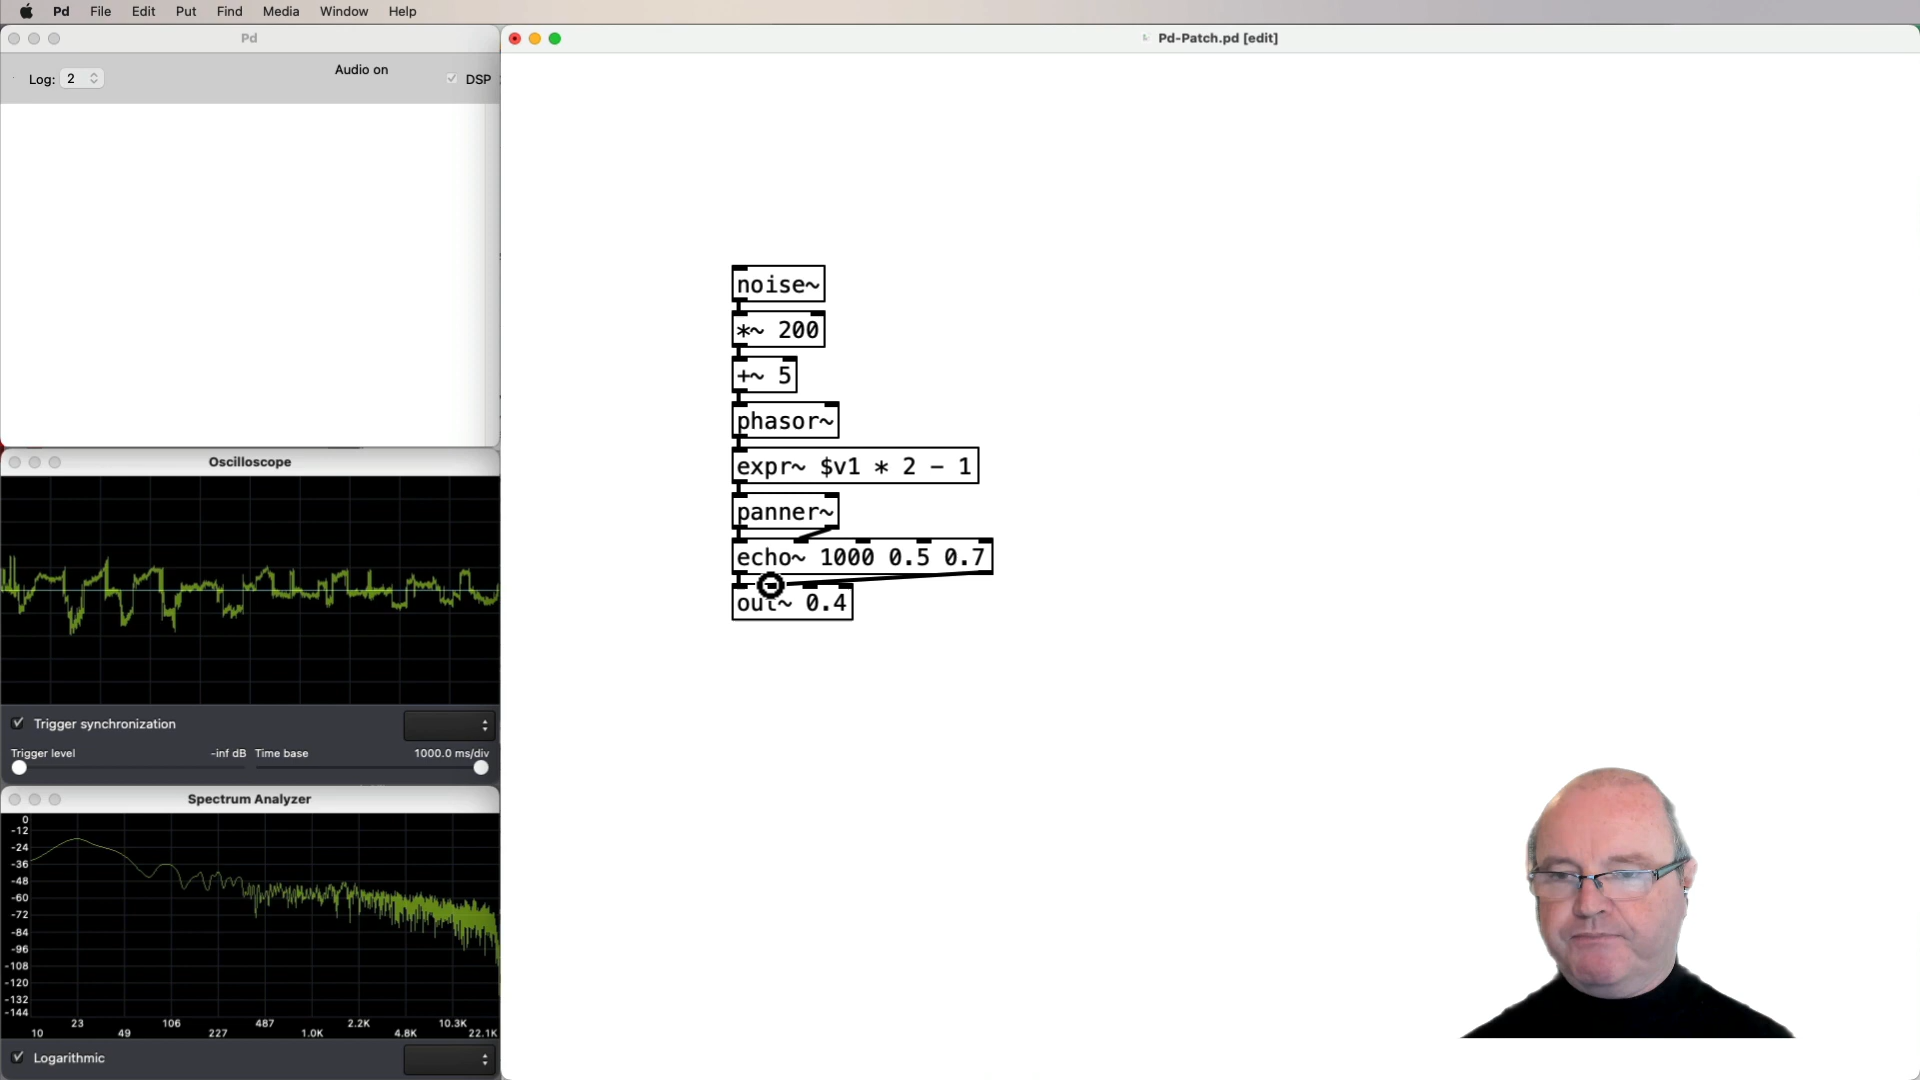 Pd File Edit Put Find Media Window Help
Pd
Log: 2
Audio on
DSP
Pd-Patch.pd [edit]
noise~
*~ 200
+~ 5
phasor~
expr~ $v1 * 2 - 1
panner~
echo~ 1000 0.5 0.7
out~ 0.4
Oscilloscope
Trigger synchronization
Trigger level -inf dB Time base 1000.0 ms/div
Spectrum Analyzer
0
-12
-24
-36
-48
-60
-72
-84
-96
-108
-120
-132
-144
10 23 49 106 227 487 1.0K 2.2K 4.8K 10.3K 22.1K
Logarithmic